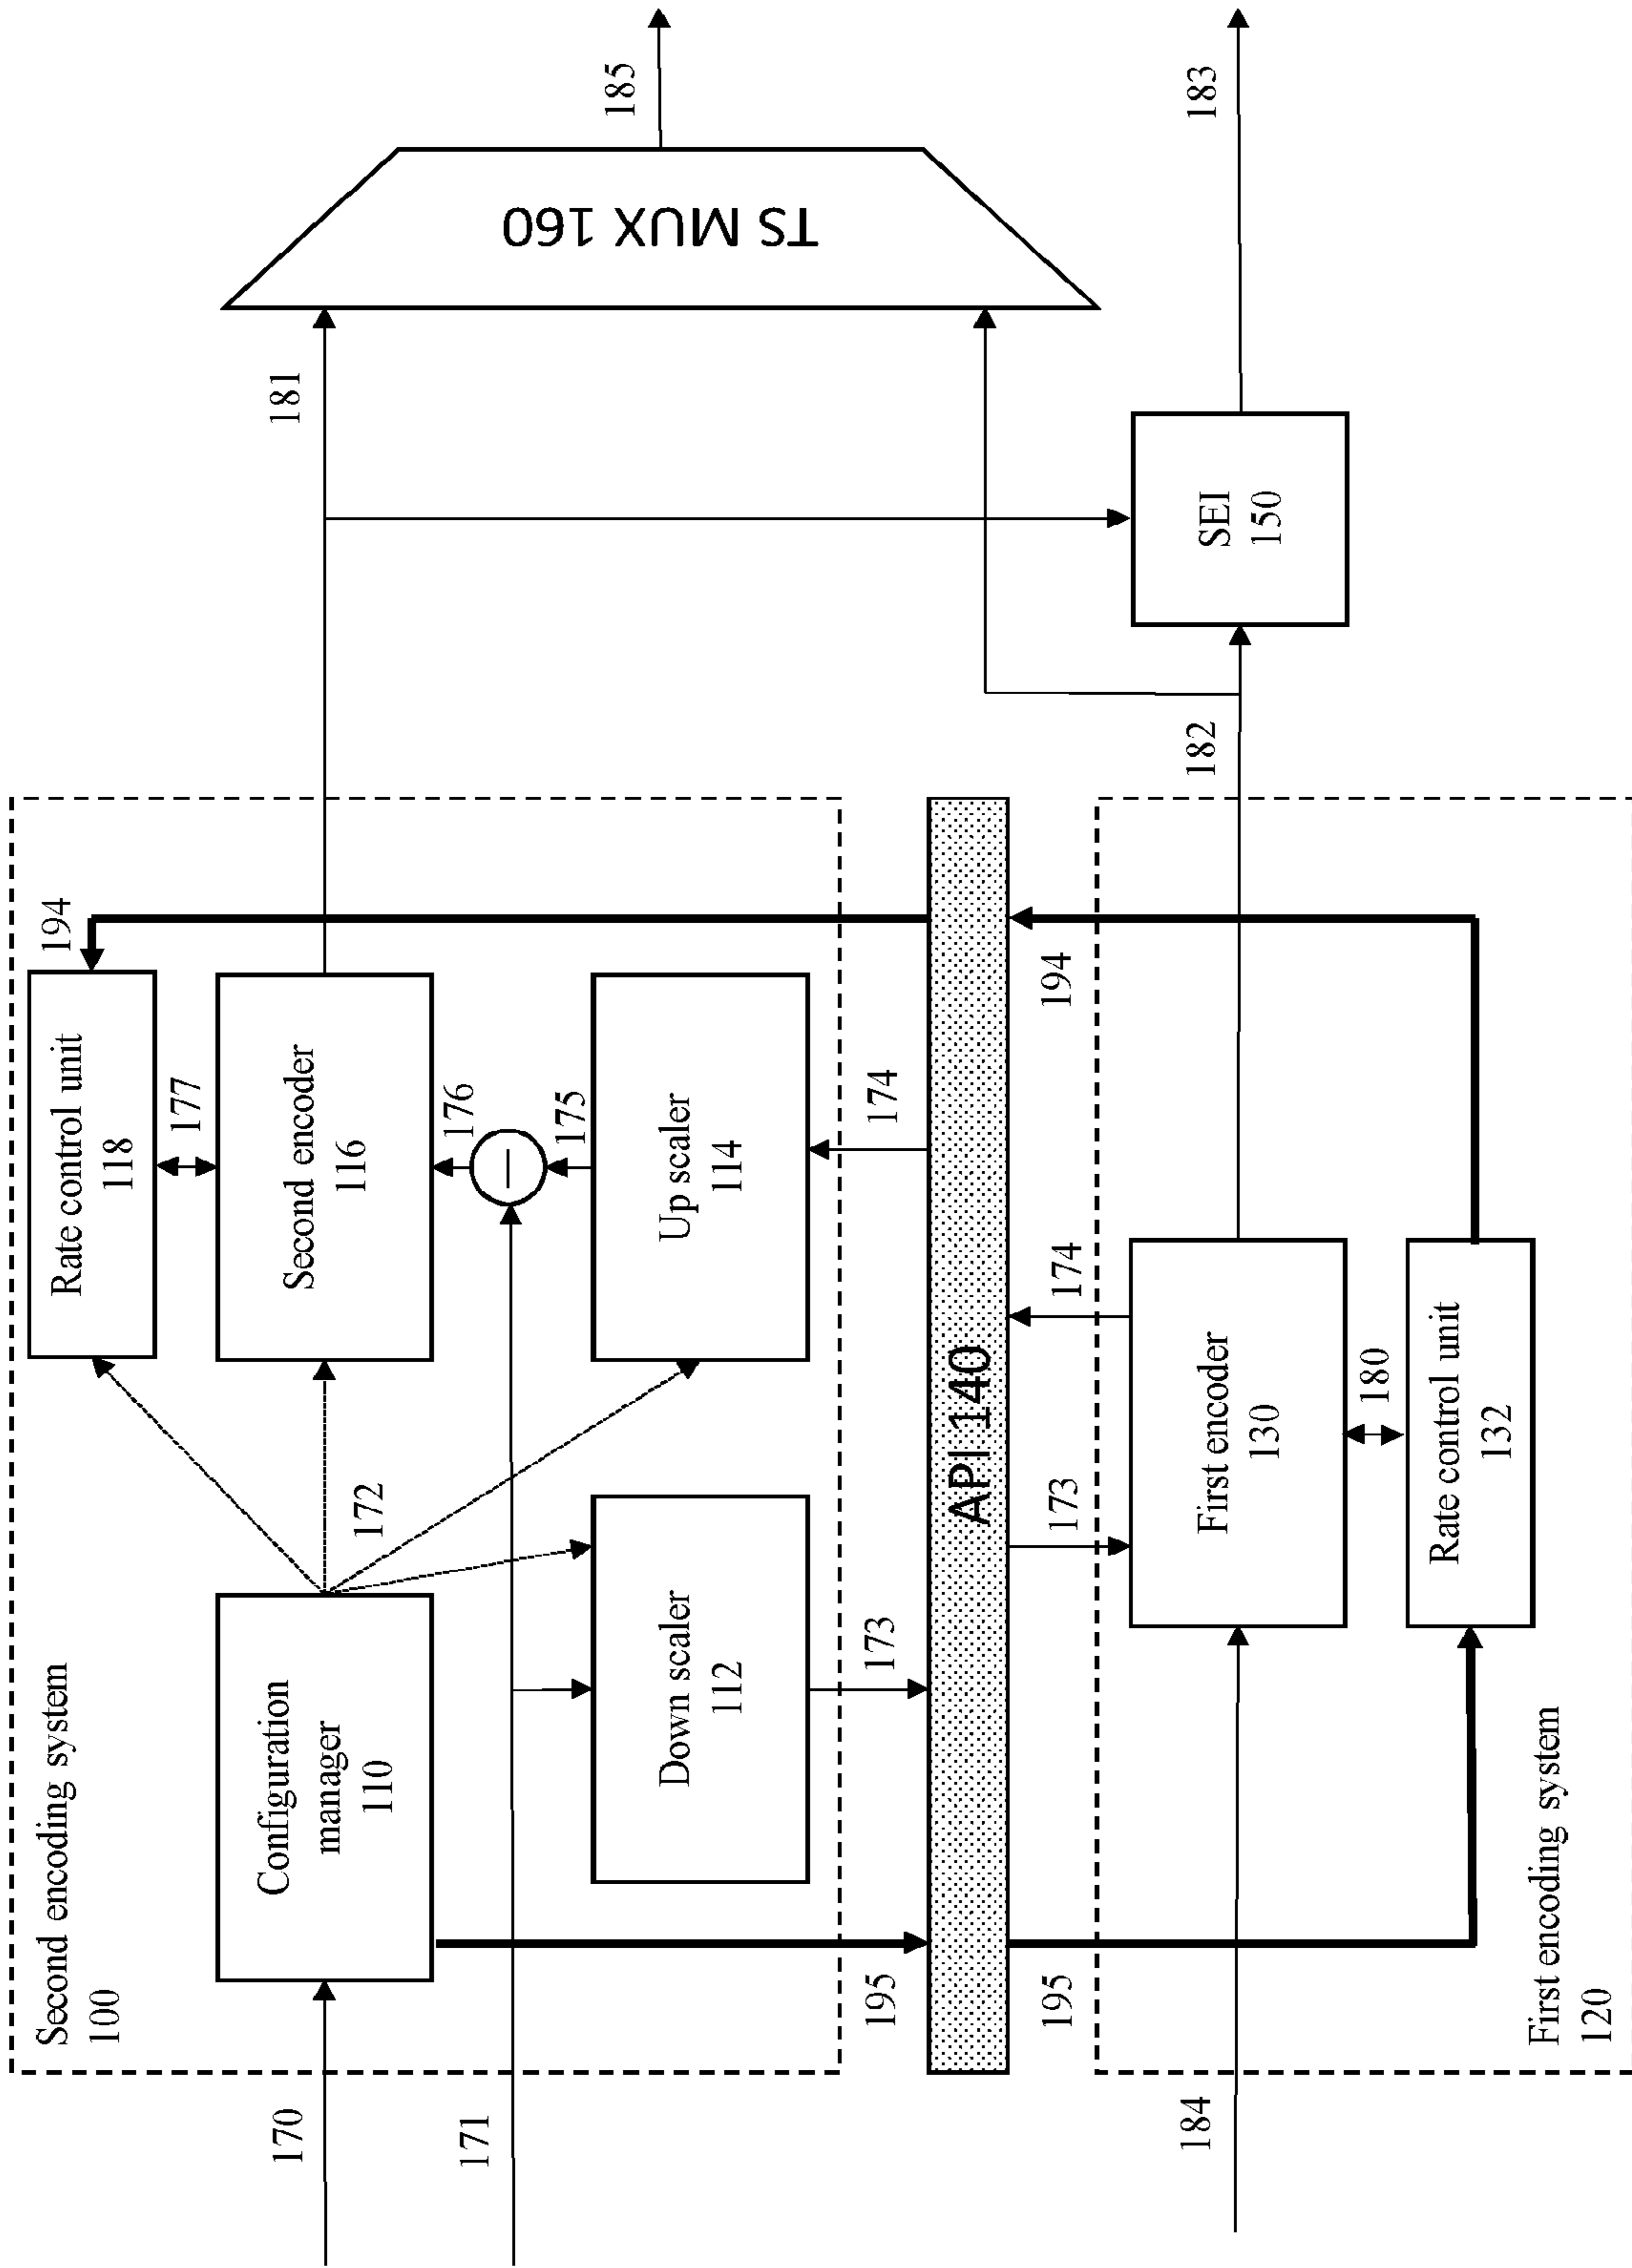 Second encoding system
100
170
171
Configuration
manager
110
172
Rate control unit
118
194
177
Second encoder
116
176
175
Up scaler
114
Down scaler
112
181
TS MUX 160
185
195
173
174
API 140
195
173
174
194
184
First encoder
130
180
Rate control unit
132
182
SEI
150
183
First encoding system
120